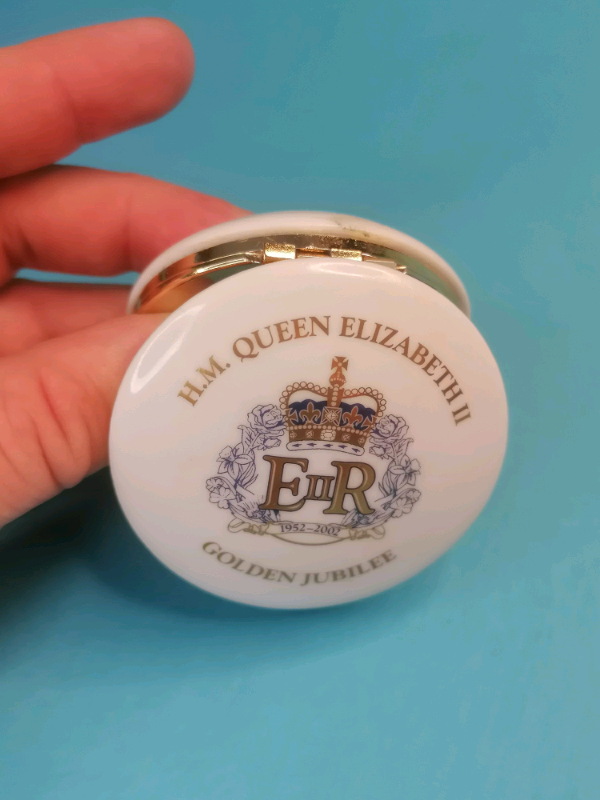 H.M. QUEEN ELIZABETH II
EIIR
1952-2002
GOLDEN JUBILEE